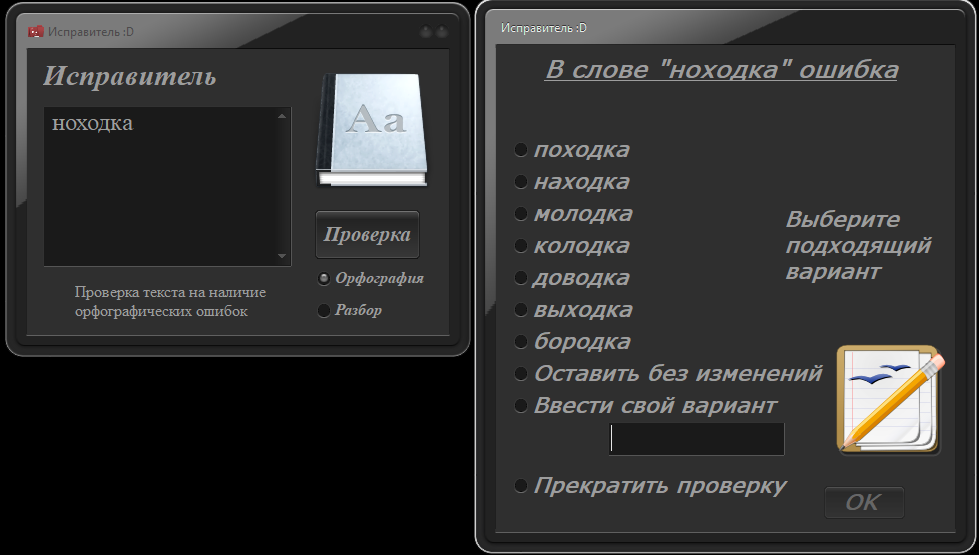 Исправитель :D
Исправитель
ноходка
Aa
Проверка
Орфография
Разбор
Проверка текста на наличие
орфографических ошибок
Исправитель :D
В слове "ноходка" ошибка
походка
находка
молодка
колодка
доводка
выходка
бородка
Оставить без изменений
Ввести свой вариант
Выберите
подходящий
вариант
Прекратить проверку
OK